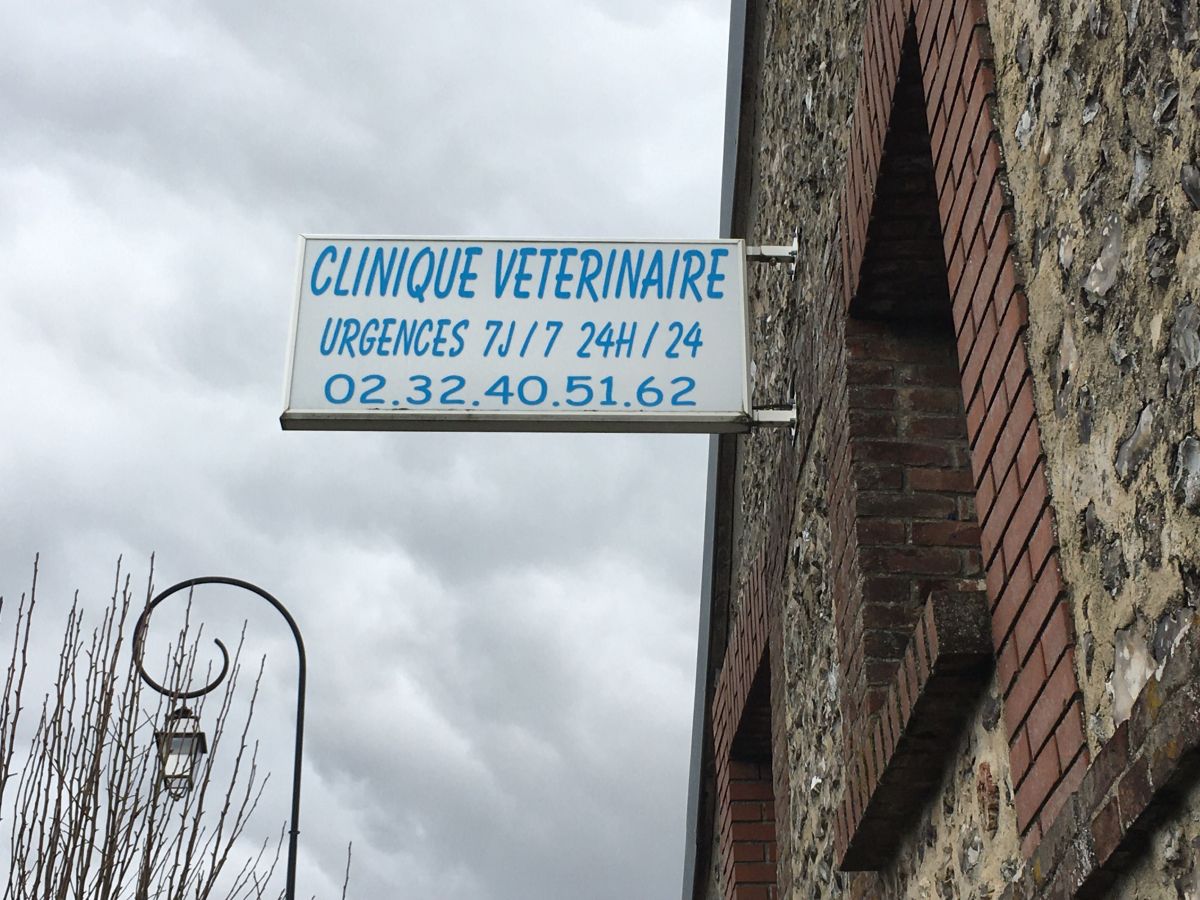 CLINIQUE VETERINAIRE
URGENCES 7J/7 24H/24
02.32.40.51.62